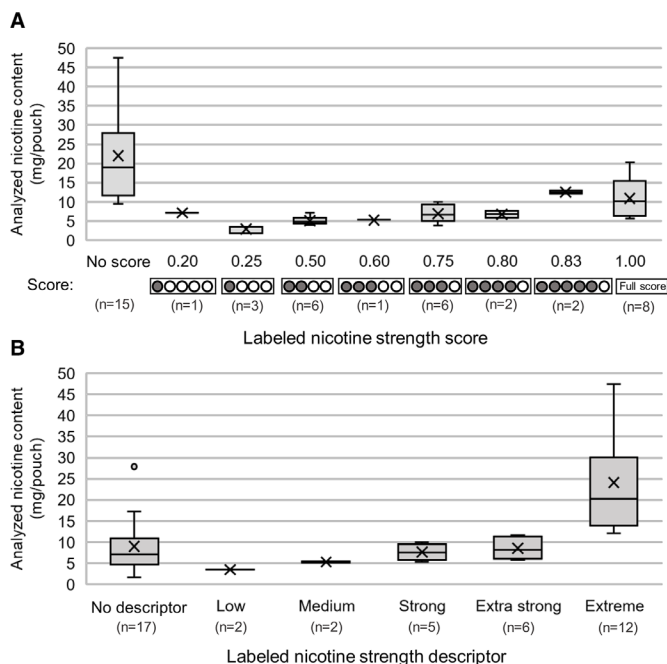 A
Analyzed nicotine content
(mg/pouch)
50
45
40
35
30
25
20
15
10
5
0
No score 0.20 0.25 0.50 0.60 0.75 0.80 0.83 1.00
Score: Full score
(n=15) (n=1) (n=3) (n=6) (n=1) (n=6) (n=2) (n=2) (n=8)
Labeled nicotine strength score
B
Analyzed nicotine content
(mg/pouch)
50
45
40
35
30
25
20
15
10
5
0
No descriptor Low Medium Strong Extra strong Extreme
(n=17) (n=2) (n=2) (n=5) (n=6) (n=12)
Labeled nicotine strength descriptor